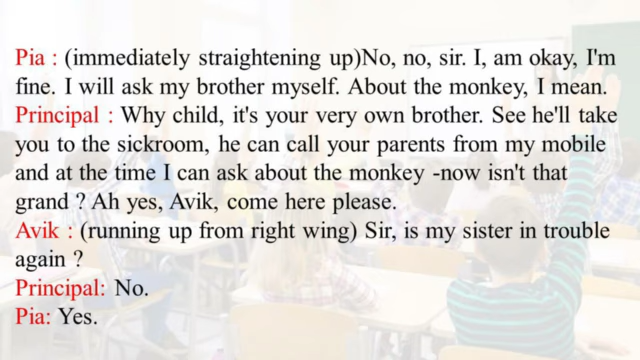 Pia : (immediately straightening up)No, no, sir. I, am okay, I'm
fine. I will ask my brother myself. About the monkey, I mean.
Principal : Why child, it's your very own brother. See he'll take
you to the sickroom, he can call your parents from my mobile
and at the time I can ask about the monkey -now isn't that
grand ? Ah yes, Avik, come here please.
Avik : (running up from right wing) Sir, is my sister in trouble
again ?
Principal: No.
Pia: Yes.